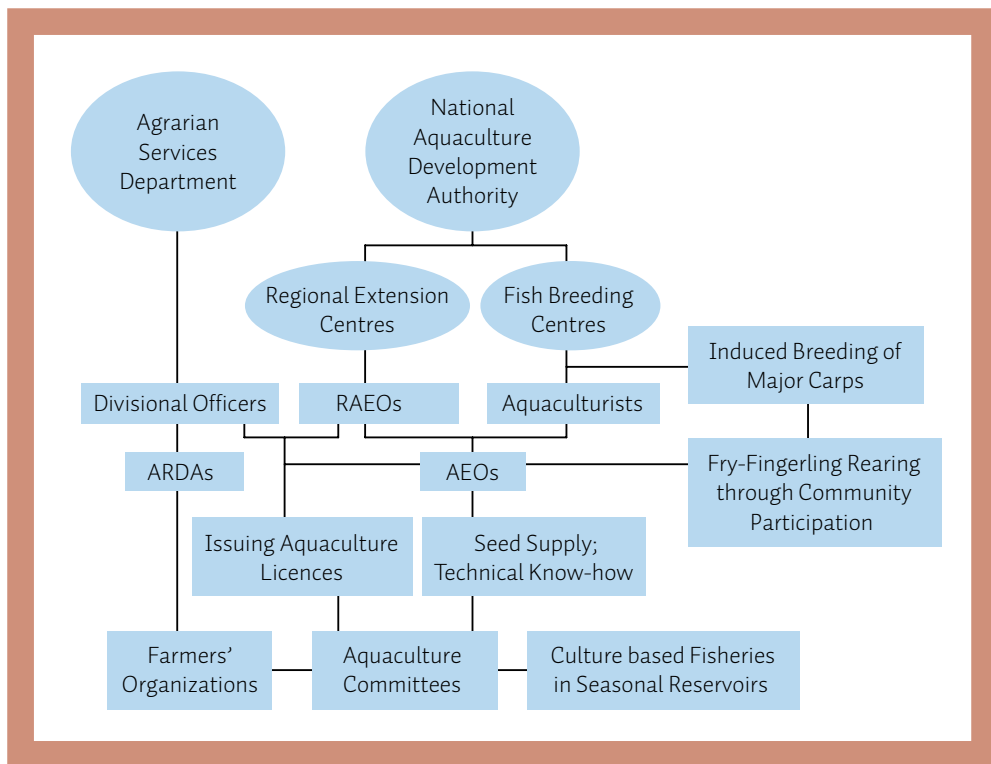 Agrarian
Services
Department
National
Aquaculture
Development
Authority
Regional Extension
Centres
Fish Breeding
Centres
Induced Breeding of
Major Carps
Divisional Officers
RAEOs
Aquaculturists
ARDAs
AEOs
Fry-Fingerling Rearing
through Community
Participation
Issuing Aquaculture
Licences
Seed Supply;
Technical Know-how
Farmers’
Organizations
Aquaculture
Committees
Culture based Fisheries
in Seasonal Reservoirs